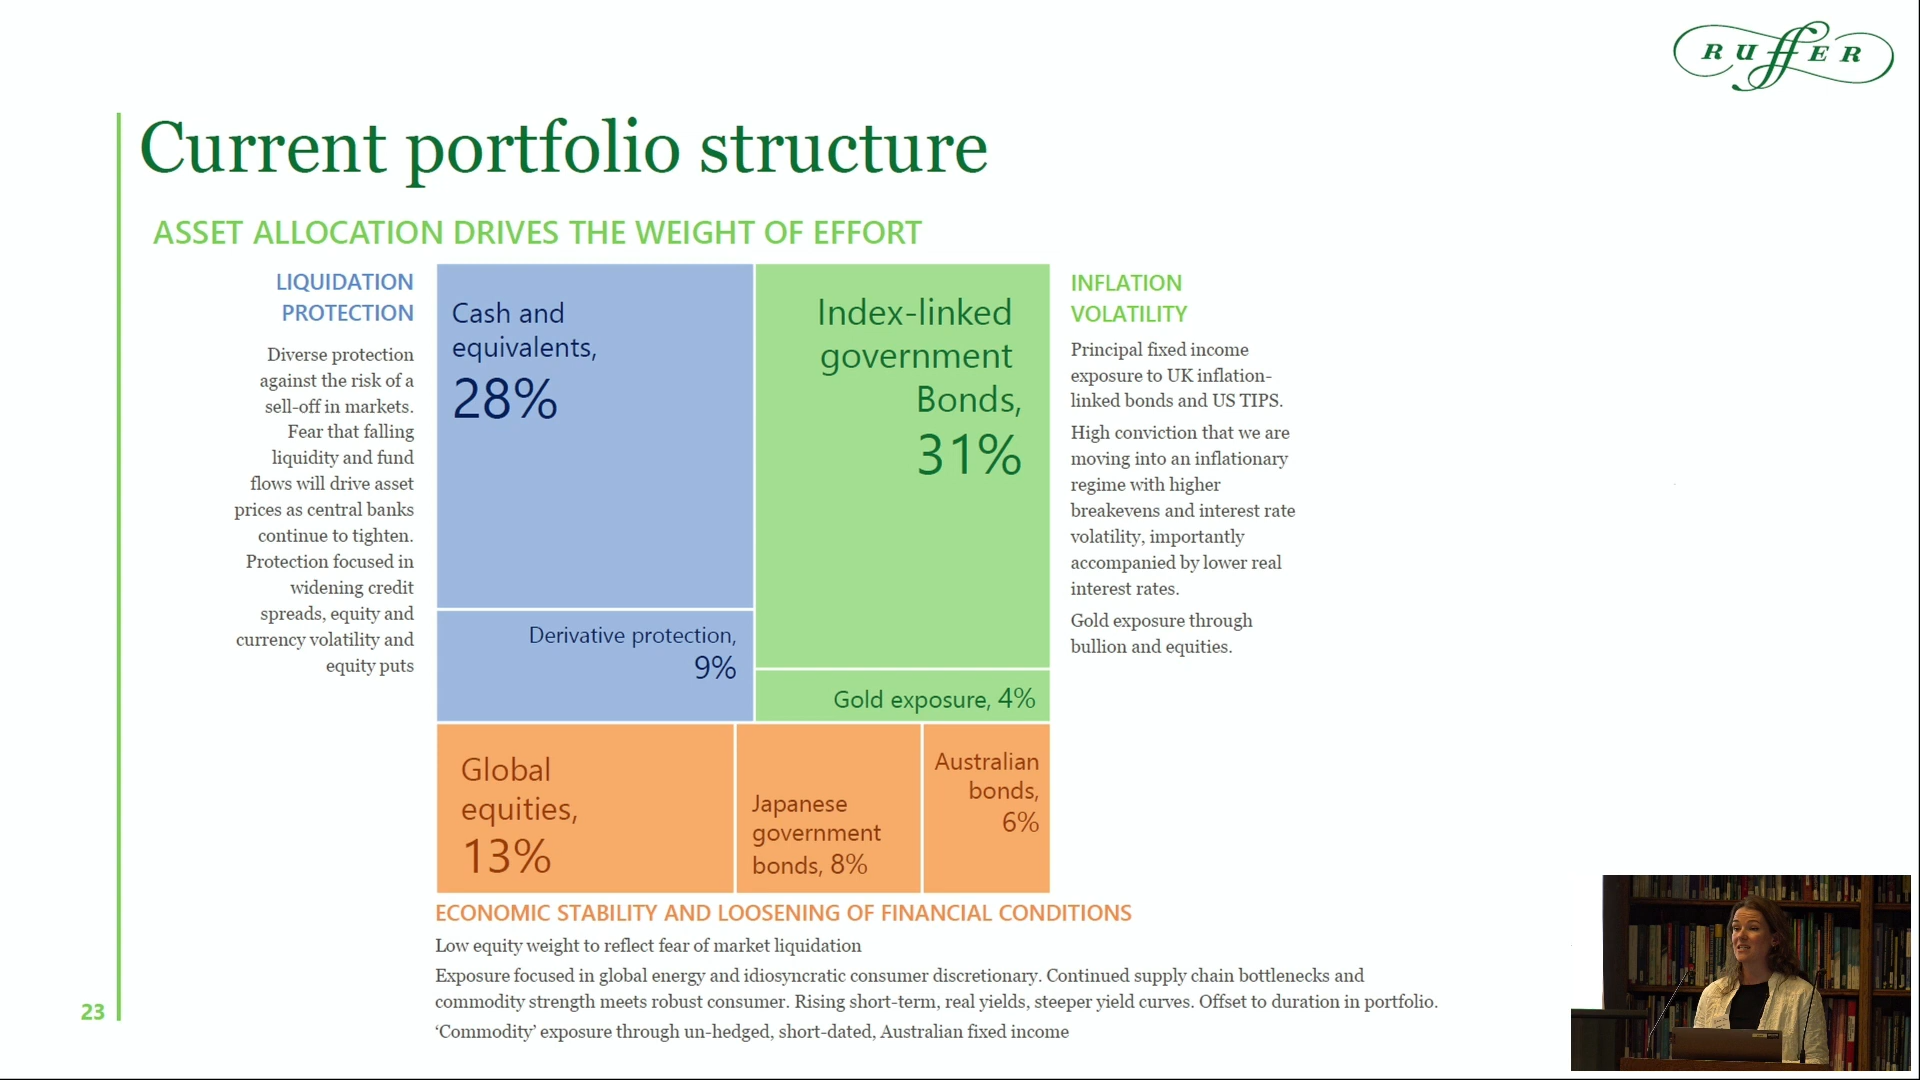 RUFFER
Current portfolio structure
ASSET ALLOCATION DRIVES THE WEIGHT OF EFFORT
LIQUIDATION
PROTECTION
Diverse protection
against the risk of a
sell-off in markets.
Fear that falling
liquidity and fund
flows will drive asset
prices as central banks
continue to tighten.
Protection focused in
widening credit
spreads, equity and
currency volatility and
equity puts
Cash and
equivalents,
28%
Derivative protection,
9%
Index-linked
government
Bonds,
31%
Gold exposure, 4%
INFLATION
VOLATILITY
Principal fixed income
exposure to UK inflation-
linked bonds and US TIPS.
High conviction that we are
moving into an inflationary
regime with higher
breakevens and interest rate
volatility, importantly
accompanied by lower real
interest rates.
Gold exposure through
bullion and equities.
Global
equities,
13%
Japanese
government
bonds, 8%
Australian
bonds,
6%
ECONOMIC STABILITY AND LOOSENING OF FINANCIAL CONDITIONS
Low equity weight to reflect fear of market liquidation
Exposure focused in global energy and idiosyncratic consumer discretionary. Continued supply chain bottlenecks and
commodity strength meets robust consumer. Rising short-term, real yields, steeper yield curves. Offset to duration in portfolio.
‘Commodity’ exposure through un-hedged, short-dated, Australian fixed income
23